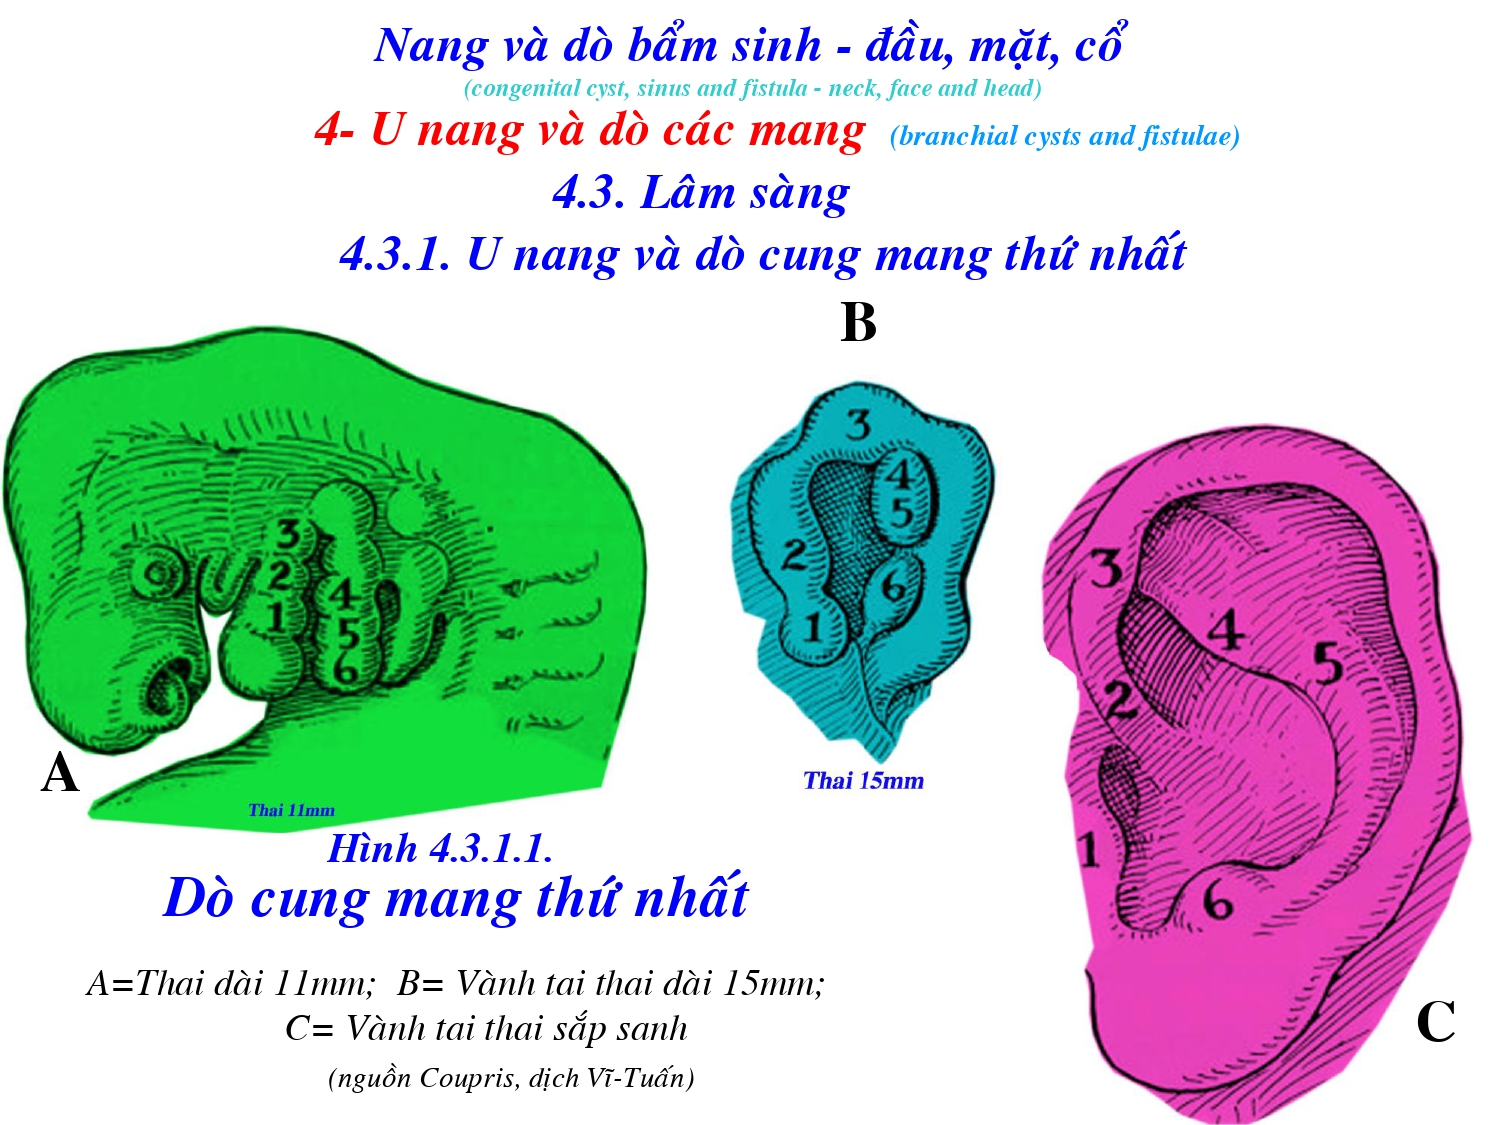 Nang và dò bẩm sinh - đầu, mặt, cổ
(congenital cyst, sinus and fistula - neck, face and head)
4- U nang và dò các mang (branchial cysts and fistulae)
4.3. Lâm sàng
4.3.1. U nang và dò cung mang thứ nhất
B
3
4
5
2
6
1
3
2
1
4
5
6
3
4
5
2
1
6
A
Thai 11mm
Thai 15mm
Hình 4.3.1.1.
Dò cung mang thứ nhất
A=Thai dài 11mm; B= Vành tai thai dài 15mm;
C= Vành tai thai sắp sanh
C
(nguồn Coupris, dịch Vĩ-Tuấn)